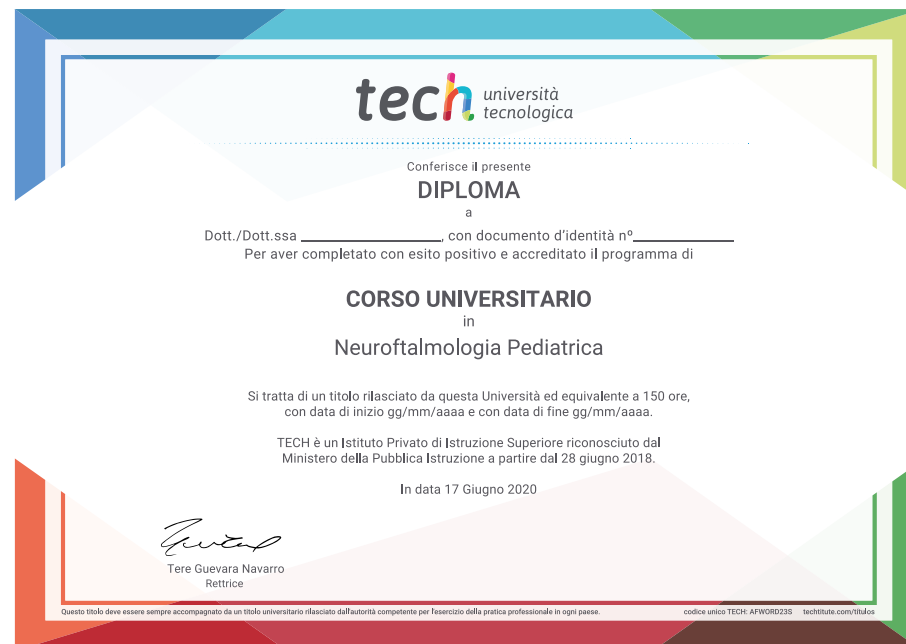 tech università
tecnologica
Conferisce il presente
DIPLOMA
a
Dott./Dott.ssa ____________, con documento d'identità nº____________
Per aver completato con esito positivo e accreditato il programma di
CORSO UNIVERSITARIO
in
Neuroftalmologia Pediatrica
Si tratta di un titolo rilasciato da questa Università ed equivalente a 150 ore,
con data di inizio gg/mm/aaaa e con data di fine gg/mm/aaaa.
TECH è un Istituto Privato di Istruzione Superiore riconosciuto dal
Ministero della Pubblica Istruzione a partire dal 28 giugno 2018.
In data 17 Giugno 2020
Tere Guevara Navarro
Rettrice
Questo titolo deve essere sempre accompagnato da un titolo universitario rilasciato dall'autorità competente per l'esercizio della pratica professionale in ogni paese. codice unico TECH: AFWORD23S techtitute.com/titulos